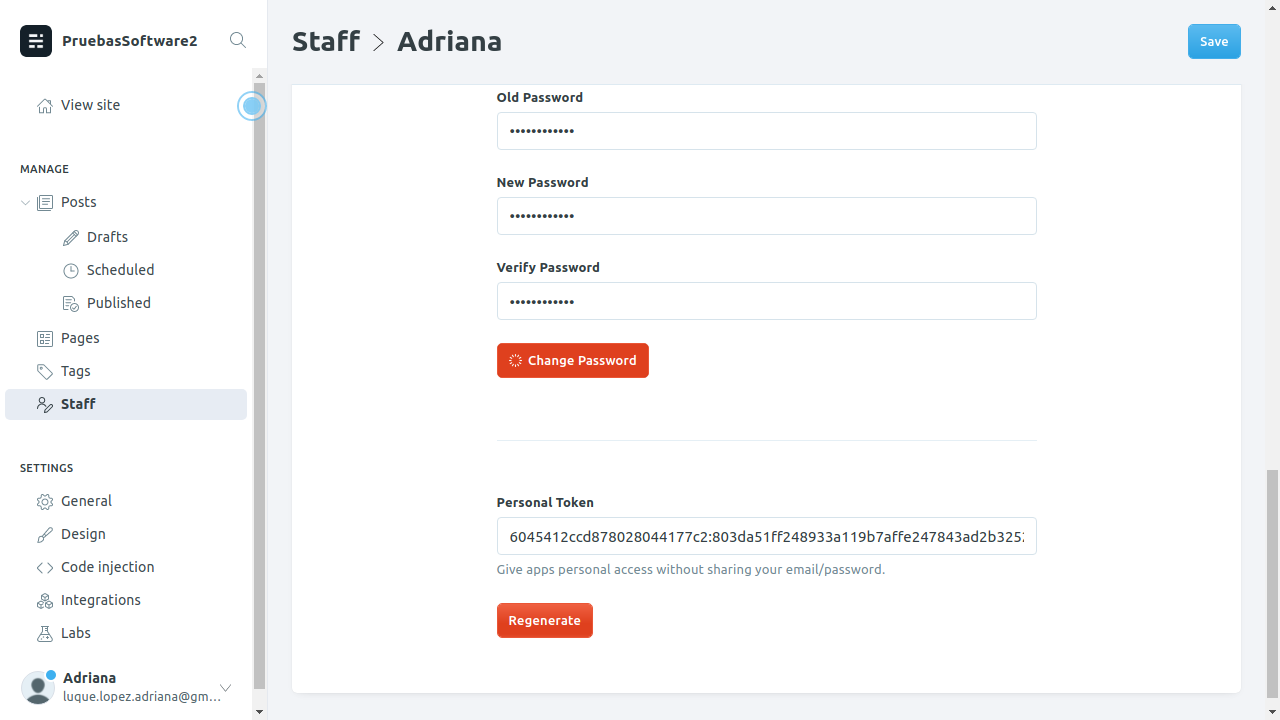 PruebasSoftware2
View site
MANAGE
Posts
Drafts
Scheduled
Published
Pages
Tags
Staff
SETTINGS
General
Design
Code injection
Integrations
Labs
Adriana
luque.lopez.adriana@gm...
Staff > Adriana
Save
Old Password
••••••••••••
New Password
••••••••••••
Verify Password
••••••••••••
Change Password
Personal Token
6045412ccd878028044177c2:803da51ff248933a119b7affe247843ad2b325
Give apps personal access without sharing your email/password.
Regenerate